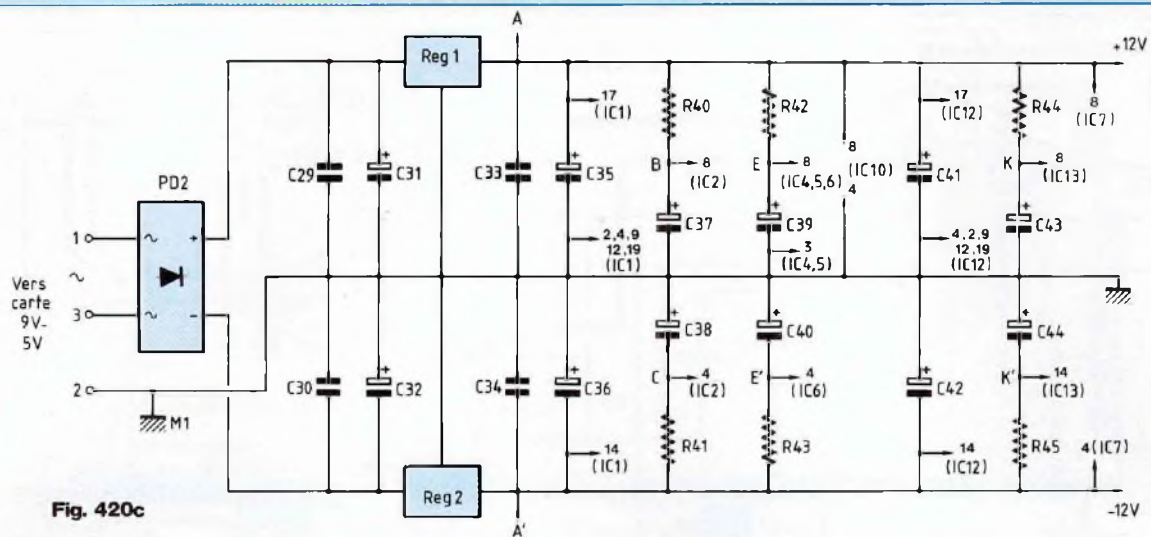 A
Reg 1
+12V
17
(IC1)
R40
R42
17
(IC12)
R44
8
(IC7)
PD2
C29
C31
C33
C35
B
8
(IC2)
E
8
(IC4,5,6)
8
(IC10)
4
C41
K
8
(IC13)
1
~
+
C37
C39
C43
2,4,9
12,19
(IC1)
3
(IC4,5)
4,2,9
12,19
(IC12)
Vers
carte
9V-
5V
~
3
~
-
C38
C40
C44
2
M1
C30
C32
C34
C36
C
4
(IC2)
E'
4
(IC6)
C42
K'
14
(IC13)
14
(IC1)
R41
R43
14
(IC12)
R45
4(IC7)
Fig. 420c
Reg 2
-12V
A'